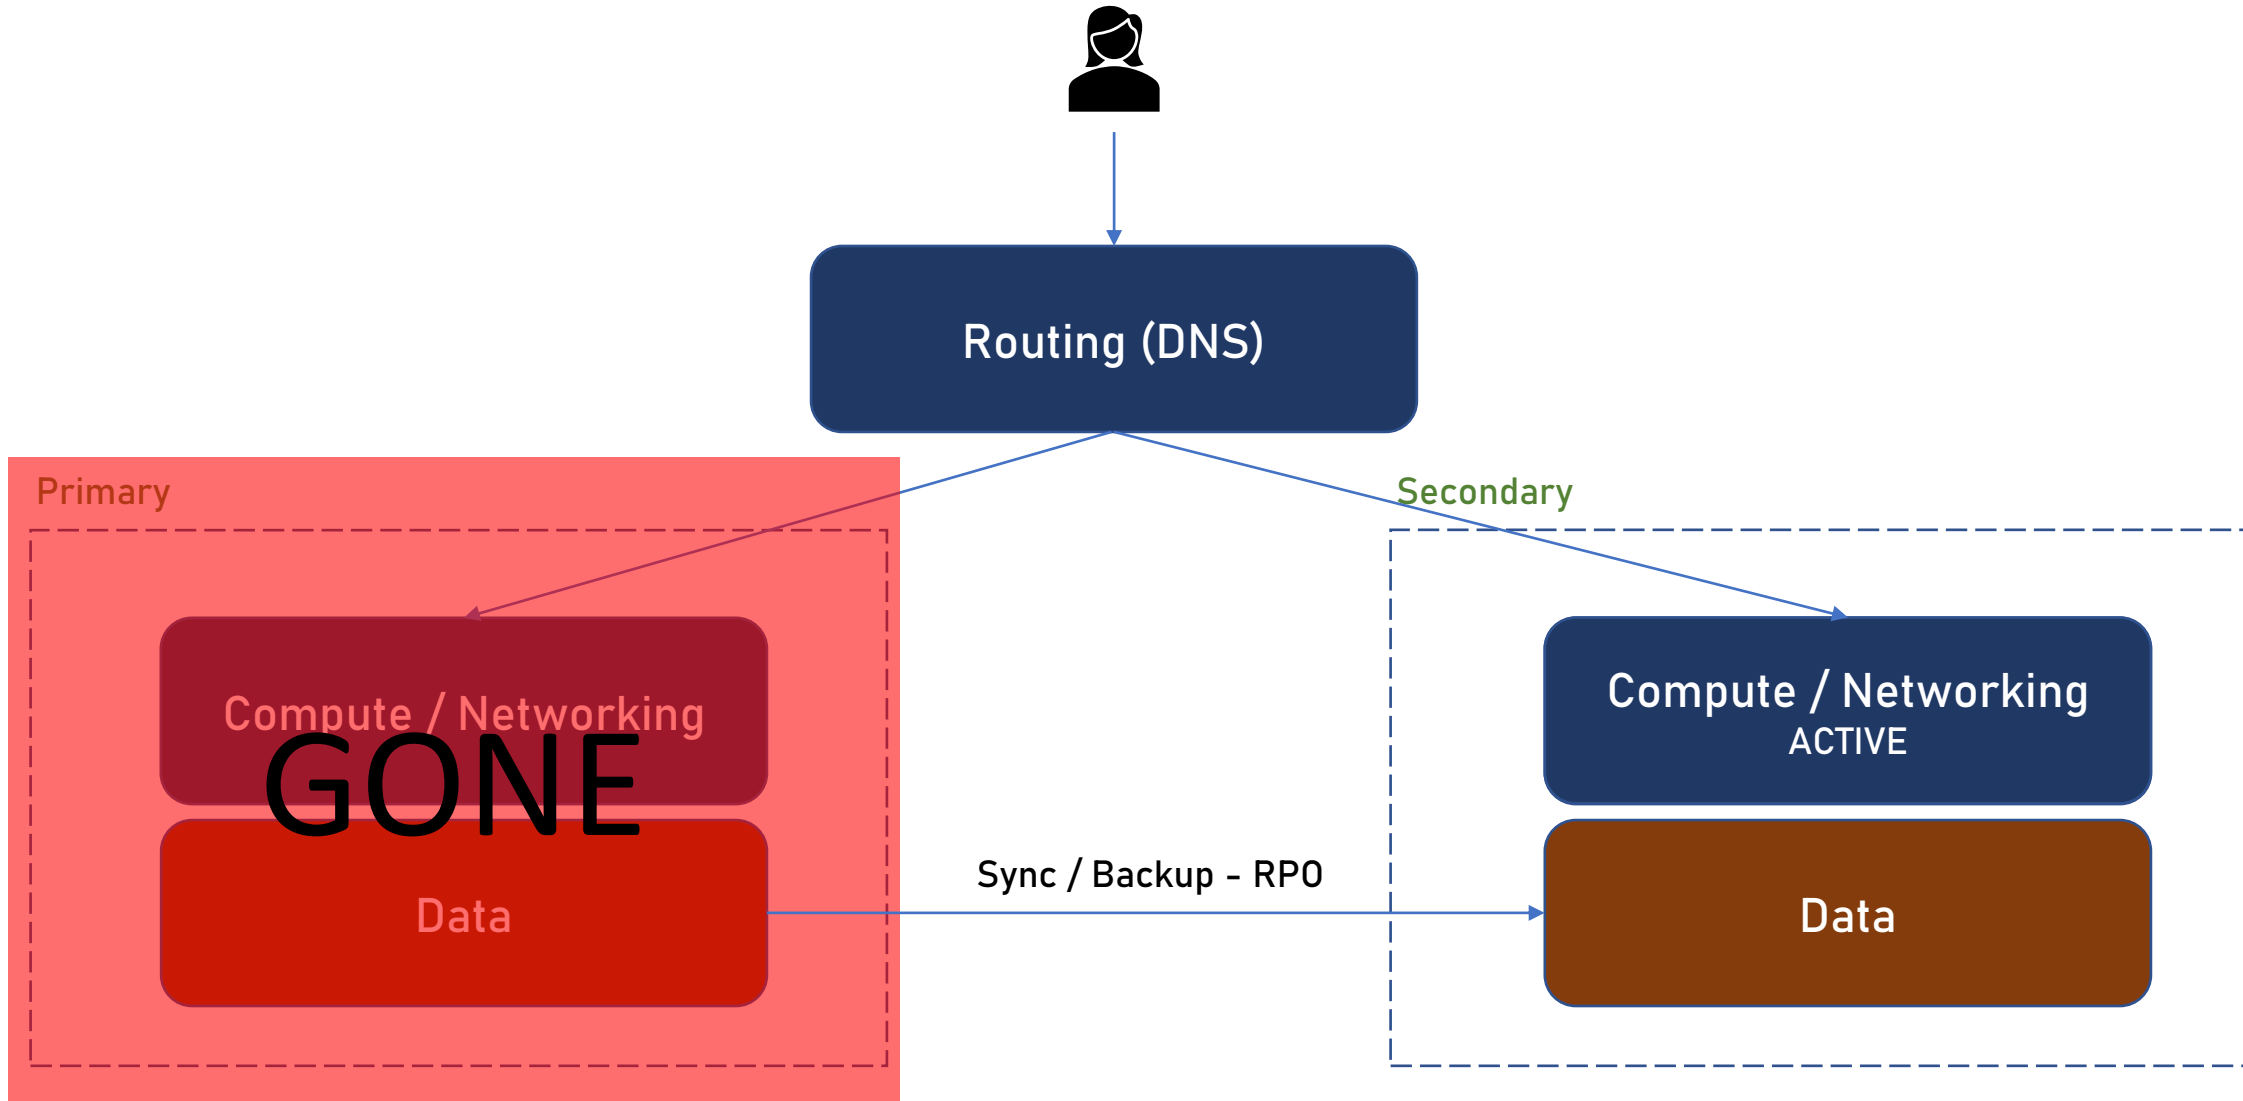 Routing (DNS)
Primary
Secondary
Compute / Networking
GONE
Data
Sync / Backup - RPO
Compute / Networking
ACTIVE
Data